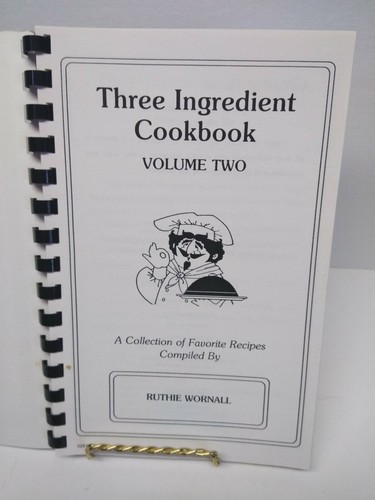 Three Ingredient
Cookbook
VOLUME TWO
A Collection of Favorite Recipes
Compiled By
RUTHIE WORNALL